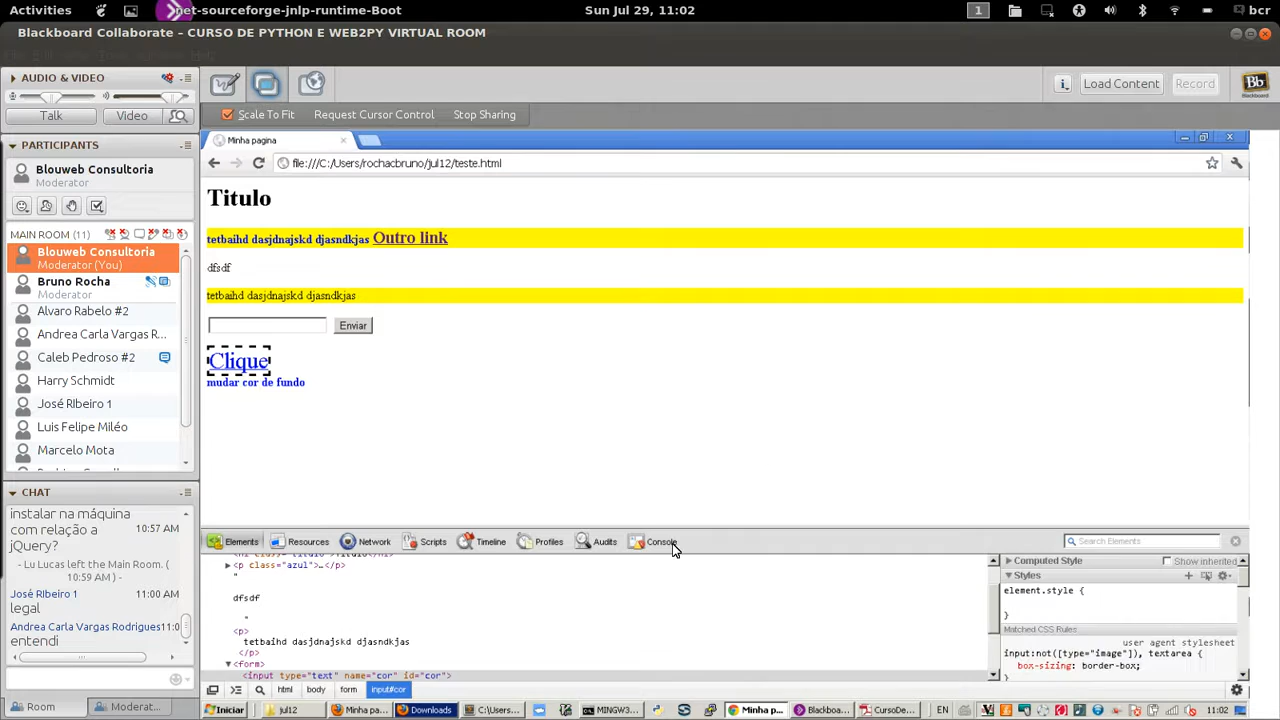 Activities
net-sourceforge-jnlp-runtime-Boot
Sun Jul 29, 11:02
1
bcr
Blackboard Collaborate – CURSO DE PYTHON E WEB2PY VIRTUAL ROOM
AUDIO & VIDEO
Talk
Video
PARTICIPANTS
Blouweb Consultoria
Moderator
MAIN ROOM (11)
Blouweb Consultoria
Moderator (You)
Bruno Rocha
Moderator
Alvaro Rabelo #2
Andrea Carla Vargas R...
Caleb Pedroso #2
Harry Schmidt
José RIbeiro 1
Luis Felipe Miléo
Marcelo Mota
CHAT
instalar na máquina
com relação a
jQuery?
10:57 AM
- Lu Lucas left the Main Room. (
10:59 AM ) -
José RIbeiro 1
11:00 AM
legal
Andrea Carla Vargas Rodrigues
11:0
entendi
Room
Moderat...
Load Content
Record
Bb
Scale To Fit
Request Cursor Control
Stop Sharing
Minha pagina
file:///C:/Users/rochacbruno/jul12/teste.html
Titulo
tetbaihd dasjdnajskd djasndkjas Outro link
dfsdf
tetbaihd dasjdnajskd djasndkjas
Enviar
Clique
mudar cor de fundo
Elements
Resources
Network
Scripts
Timeline
Profiles
Audits
Console
Search Elements
<p class="azul">…</p>
"
dfsdf
"
<p>
tetbaihd dasjdnajskd djasndkjas
</p>
<form>
<input type="text" name="cor" id="cor">
Computed Style
Show inherited
Styles
element.style {
}
Matched CSS Rules
user agent stylesheet
input:not([type="image"]), textarea {
box-sizing: border-box;
html
body
form
input#cor
Iniciar
jul12
Minha pa...
Downloads
C:\Users...
MINGW3...
Minha p...
Blackboa...
CursoDe...
EN
11:02